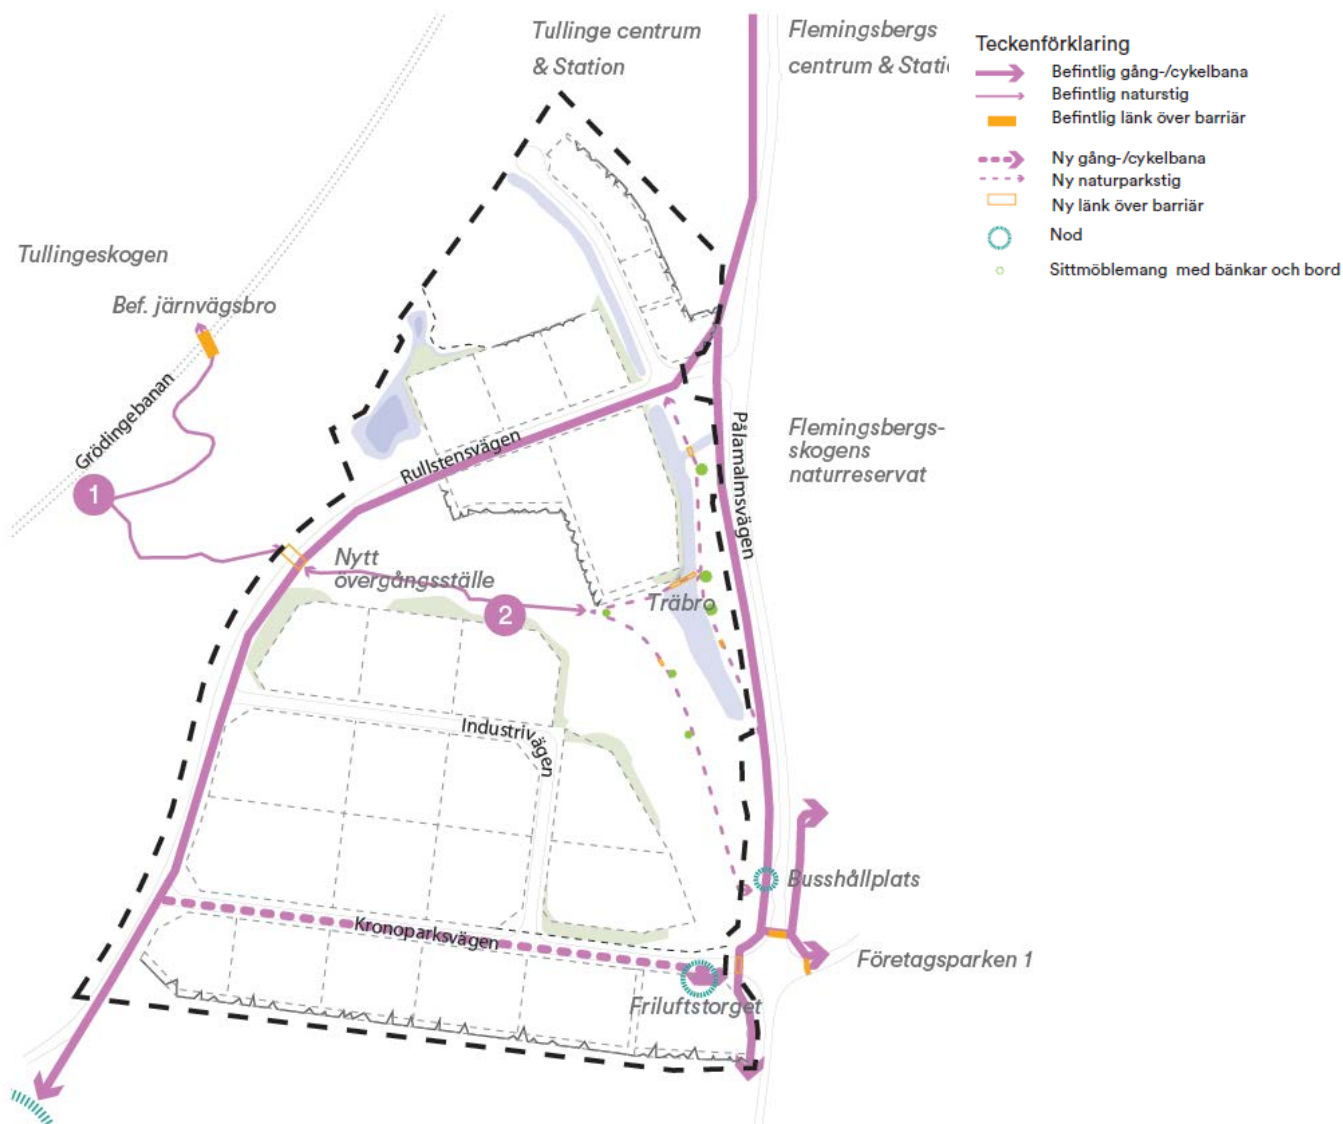 Tullinge centrum
& Station
Flemingsbergs
centrum & Stati
Teckenförklaring
Befintlig gång-/cykelbana
Befintlig naturstig
Befintlig länk över barriär
Ny gång-/cykelbana
Ny naturparkstig
Ny länk över barriär
Nod
Sittmöblemang med bänkar och bord
Tullingeskogen
Bef. järnvägsbro
Grödingebanan
1
Rullstensvägen
Pålamalmsvägen
Flemingsbergs-
skogens
naturreservat
Nytt
övergångsställe
2
Träbro
Industrivägen
Busshållplats
Kronoparksvägen
Företagsparken 1
Friluftstorget